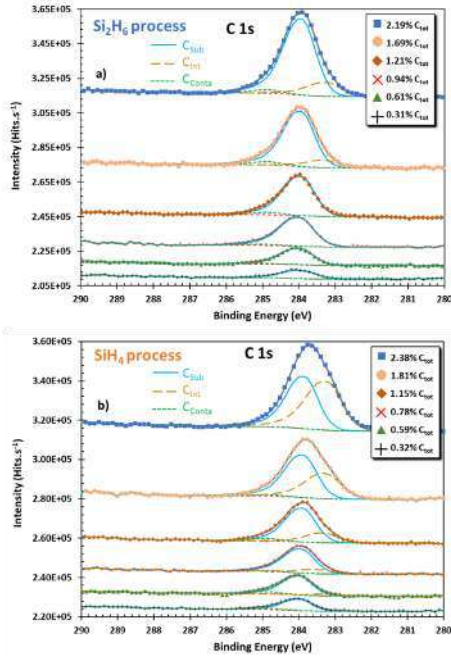 Si2H6 process
C 1s
CSub
CInt
CConta
a)
2.19% Ctot
1.69% Ctot
1.21% Ctot
0.94% Ctot
0.61% Ctot
0.31% Ctot
Intensity (Hits.s-1)
3.65E+05
3.25E+05
3.05E+05
2.85E+05
2.65E+05
2.45E+05
2.25E+05
2.05E+05
290 289 288 287 286 285 284 283 282 281 280
Binding Energy (eV)
SiH4 process
C 1s
CSub
CInt
CConta
b)
2.38% Ctot
1.81% Ctot
1.15% Ctot
0.78% Ctot
0.59% Ctot
0.32% Ctot
Intensity (Hits.s-1)
3.60E+05
3.40E+05
3.20E+05
3.00E+05
2.80E+05
2.60E+05
2.40E+05
2.20E+05
290 289 288 287 286 285 284 283 282 281 280
Binding Energy (eV)